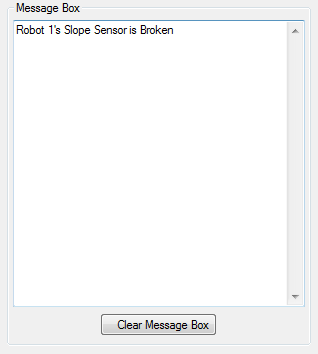 Message Box
Robot 1's Slope Sensor is Broken
Clear Message Box